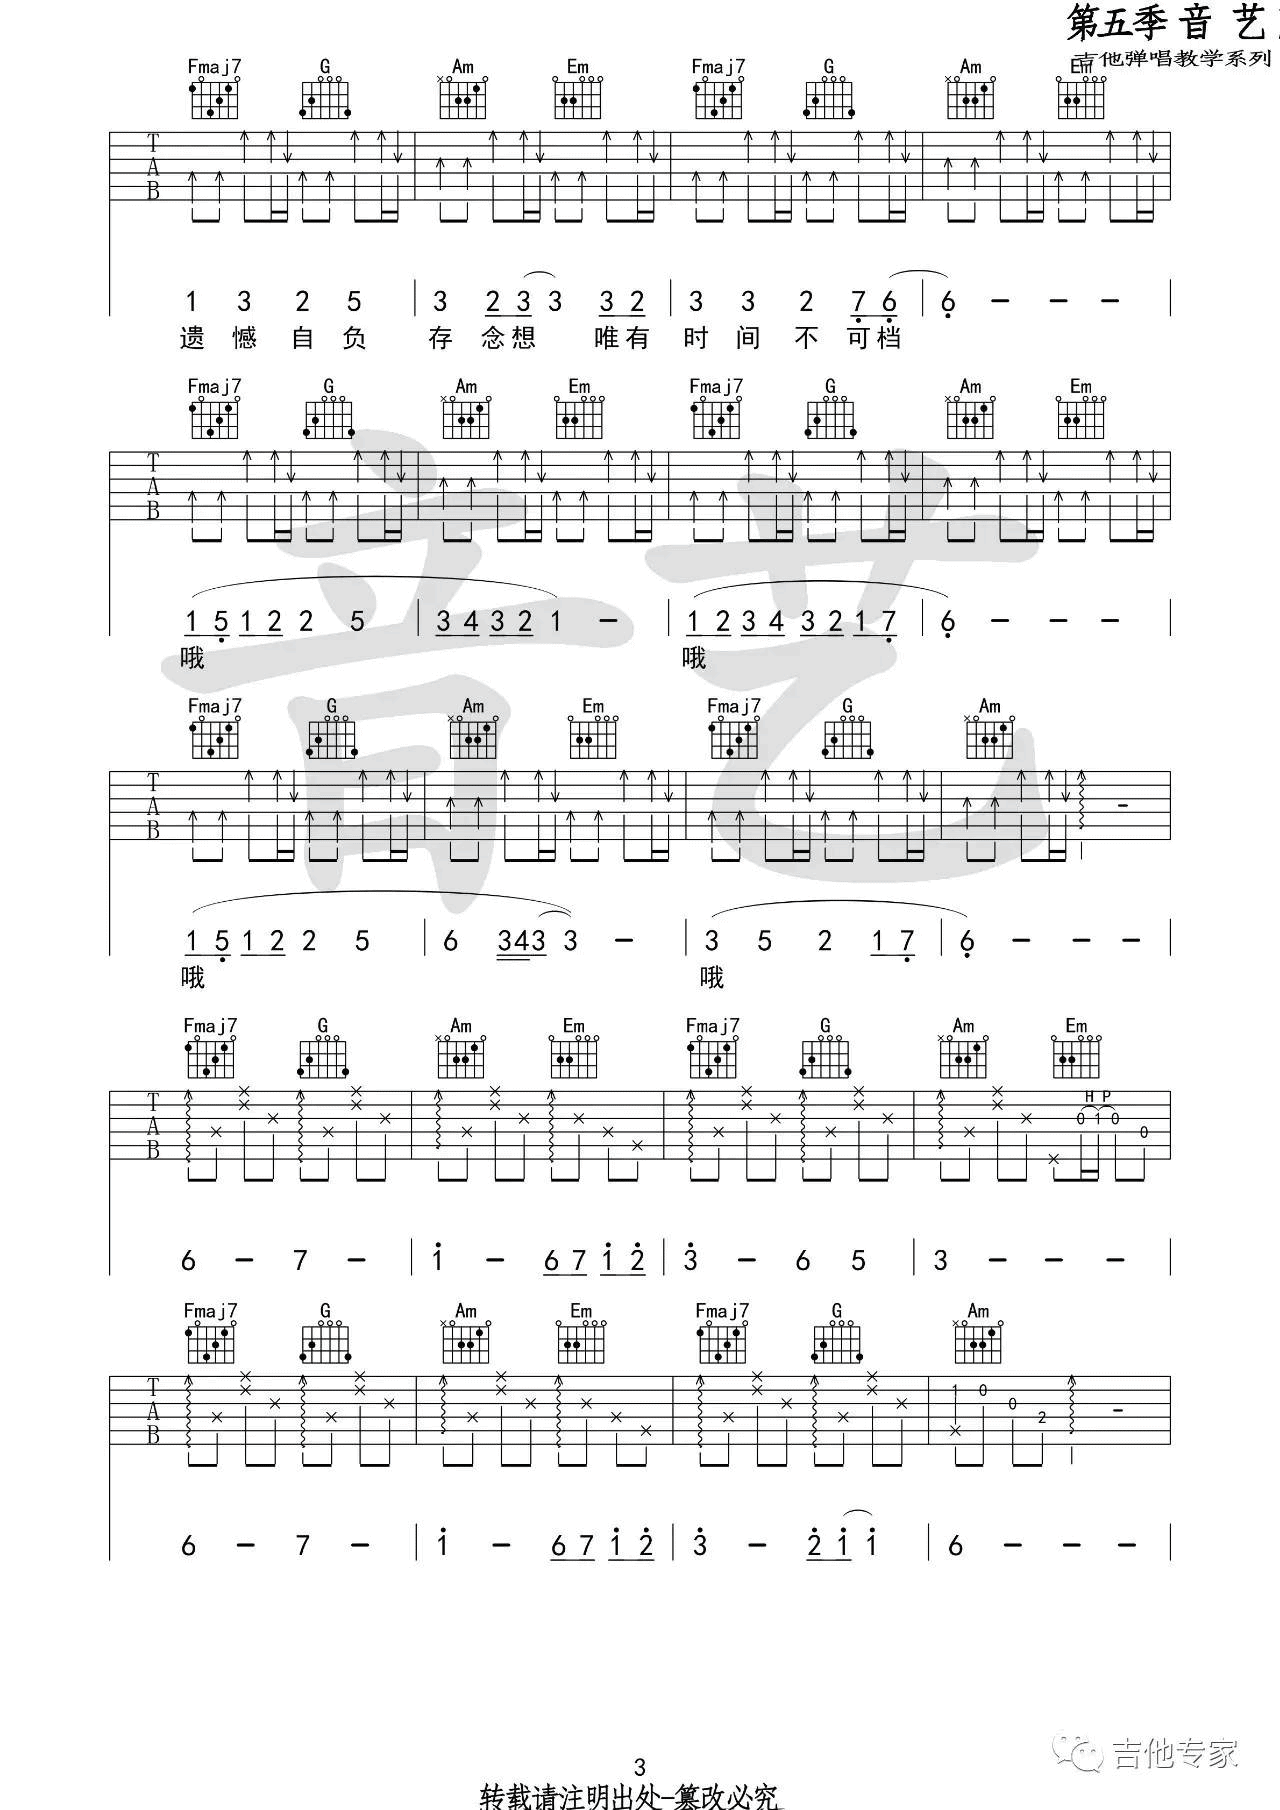 第五季音 艺
吉他弹唱教学系列
Fmaj7 G Am Em Fmaj7 G Am Em
T
A
B
1 3 2 5 3 2 3 3 3 2 3 3 2 7 6 6 - - -
遗憾自负 存念想 唯有 时间不可档
Fmaj7 G Am Em Fmaj7 G Am Em
T
A
B
1 5 1 2 2 5 3 4 3 2 1 - 1 2 3 4 3 2 1 7 6 - - -
哦 哦
Fmaj7 G Am Em Fmaj7 G Am
T
A
B
-
1 5 1 2 2 5 6 3 4 3 3 - 3 5 2 1 7 6 - - -
哦 哦
Fmaj7 G Am Em Fmaj7 G Am Em
H P
T
A
B
0 1 0 0
6 - 7 - 1 - 6 7 1 2 3 - 6 5 3 - - -
Fmaj7 G Am Em Fmaj7 G Am
T
A
B
1 0 0 2 -
6 - 7 - 1 - 6 7 1 2 3 - 2 1 1 6 - - -
音艺
吉他专家
3
转载请注明出处-篡改必究